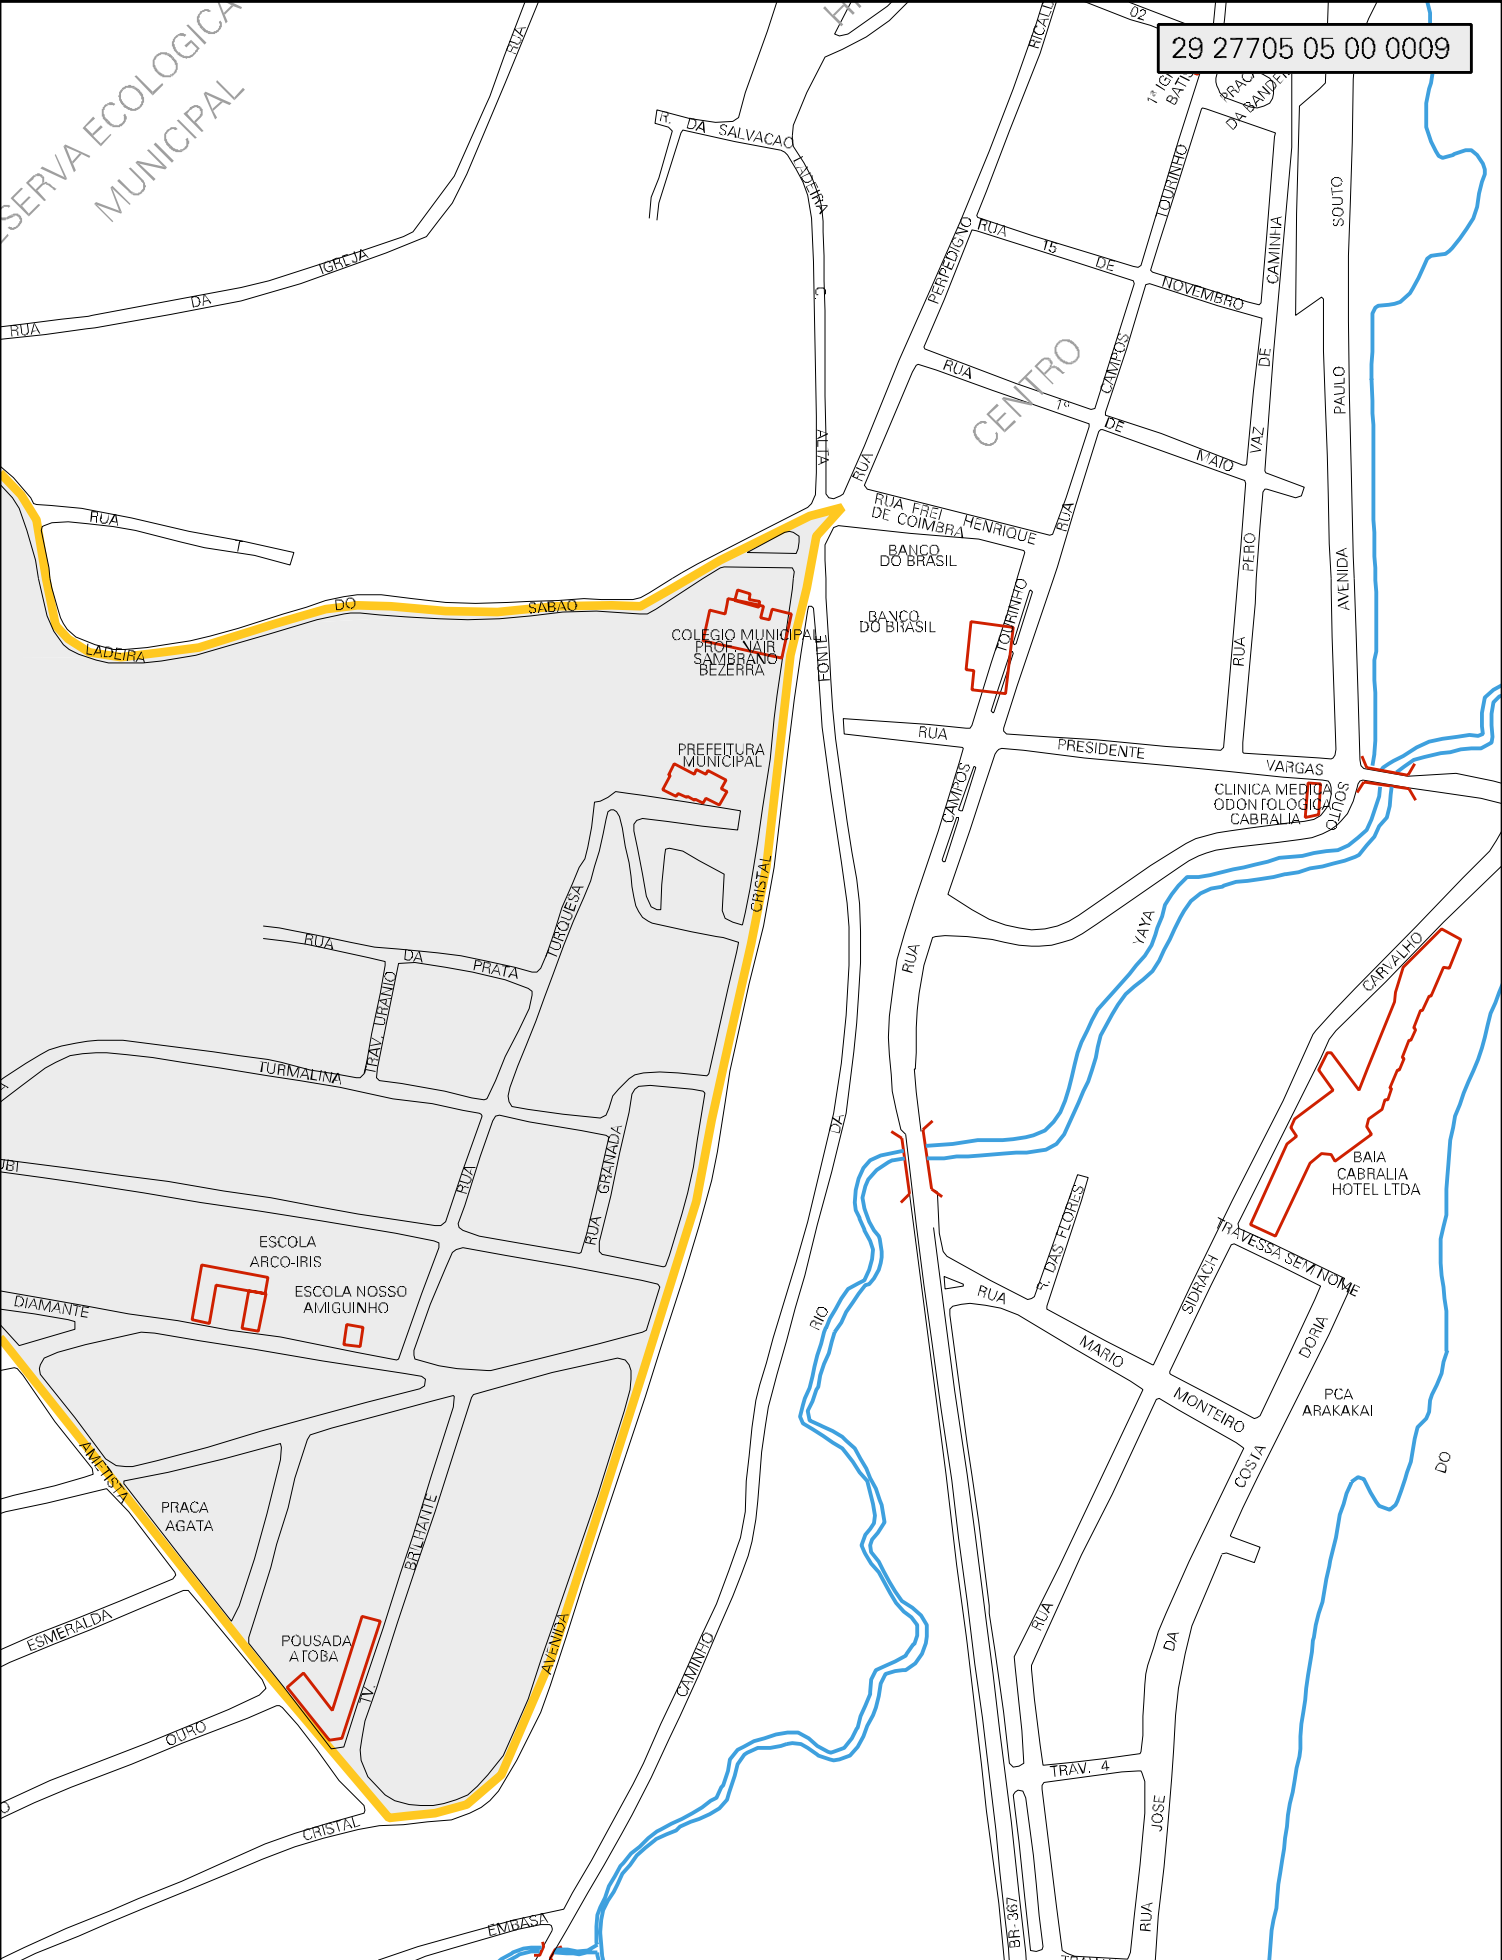 29 27705 05 00 0009
02
RUA
MUNICIPAL
R. DA SALVACAO
LADEIRA
C.
ALTA
RUA DA IGREJA
PERPEDIGNO
RUA
TOURINHO
CAMPOS
RUA
RUA 15 DE NOVEMBRO
CAMINHA
DE
VAZ
PERO
RUA
SOUTO
PAULO
AVENIDA
CENTRO
RUA 1º DE MAIO
RUA FREI
DE COIMBRA
HENRIQUE
BANCO
DO BRASIL
BANCO
DO BRASIL
TOURINHO
CAMPOS
RUA
RUA
LADEIRA DO SABAO
COLEGIO MUNICIPAL
PROF. NAIR
SAMBRANO
BEZERRA
FONTE
DA
CAMINHO
PREFEITURA
MUNICIPAL
RUA PRESIDENTE VARGAS
CLINICA MEDICA
ODONTOLOGICA
CABRALIA
SOUTO
CRISTAL
AVENIDA
TURQUESA
RUA
RUA DA PRATA
TRAV. URANIO
TURMALINA
RUA GRANADA
YAYA
RIO
CARVALHO
SIDRACH
RUA
BAIA
CABRALIA
HOTEL LTDA
TRAVESSA SEM NOME
R. DAS FLORES
RUA MARIO MONTEIRO
DORIA
COSTA
DA
JOSE
RUA
PCA
ARAKAKAI
DO
ESCOLA
ARCO-IRIS
ESCOLA NOSSO
AMIGUINHO
DIAMANTE
AMETISTA
PRACA
AGATA
BRILHANTE
TV.
POUSADA
ATOBA
ESMERALDA
OURO
CRISTAL
EMBASA
TRAV. 4
BR-367